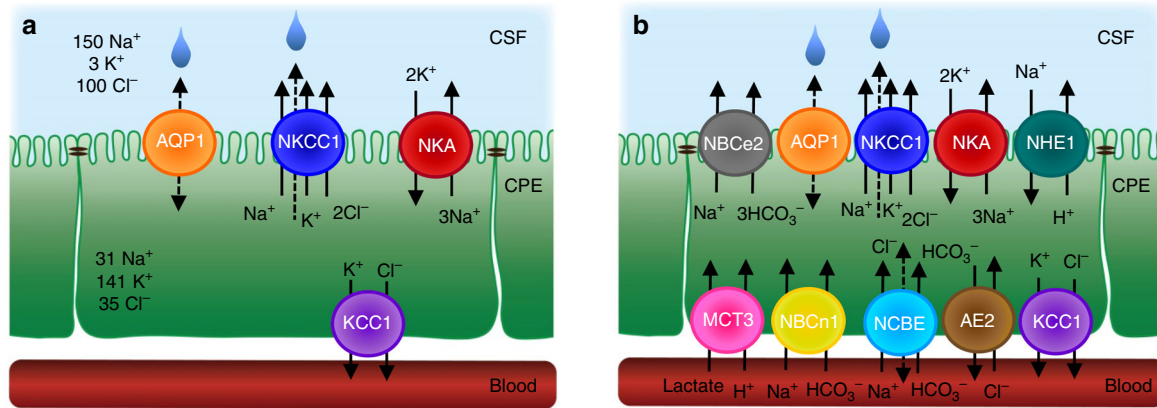 a
CSF
150 Na⁺
3 K⁺
100 Cl⁻
2K⁺
AQP1
NKCC1
NKA
CPE
Na⁺
K⁺
2Cl⁻
3Na⁺
31 Na⁺
141 K⁺
35 Cl⁻
K⁺ Cl⁻
KCC1
Blood
b
CSF
2K⁺
Na⁺
NBCe2
AQP1
NKCC1
NKA
NHE1
CPE
Na⁺ 3HCO₃⁻
Na⁺ K⁺ 2Cl⁻
3Na⁺
H⁺
Cl⁻
HCO₃⁻
K⁺ Cl⁻
MCT3
NBCn1
NCBE
AE2
KCC1
Lactate H⁺ Na⁺ HCO₃⁻ Na⁺ HCO₃⁻ Cl⁻ Blood